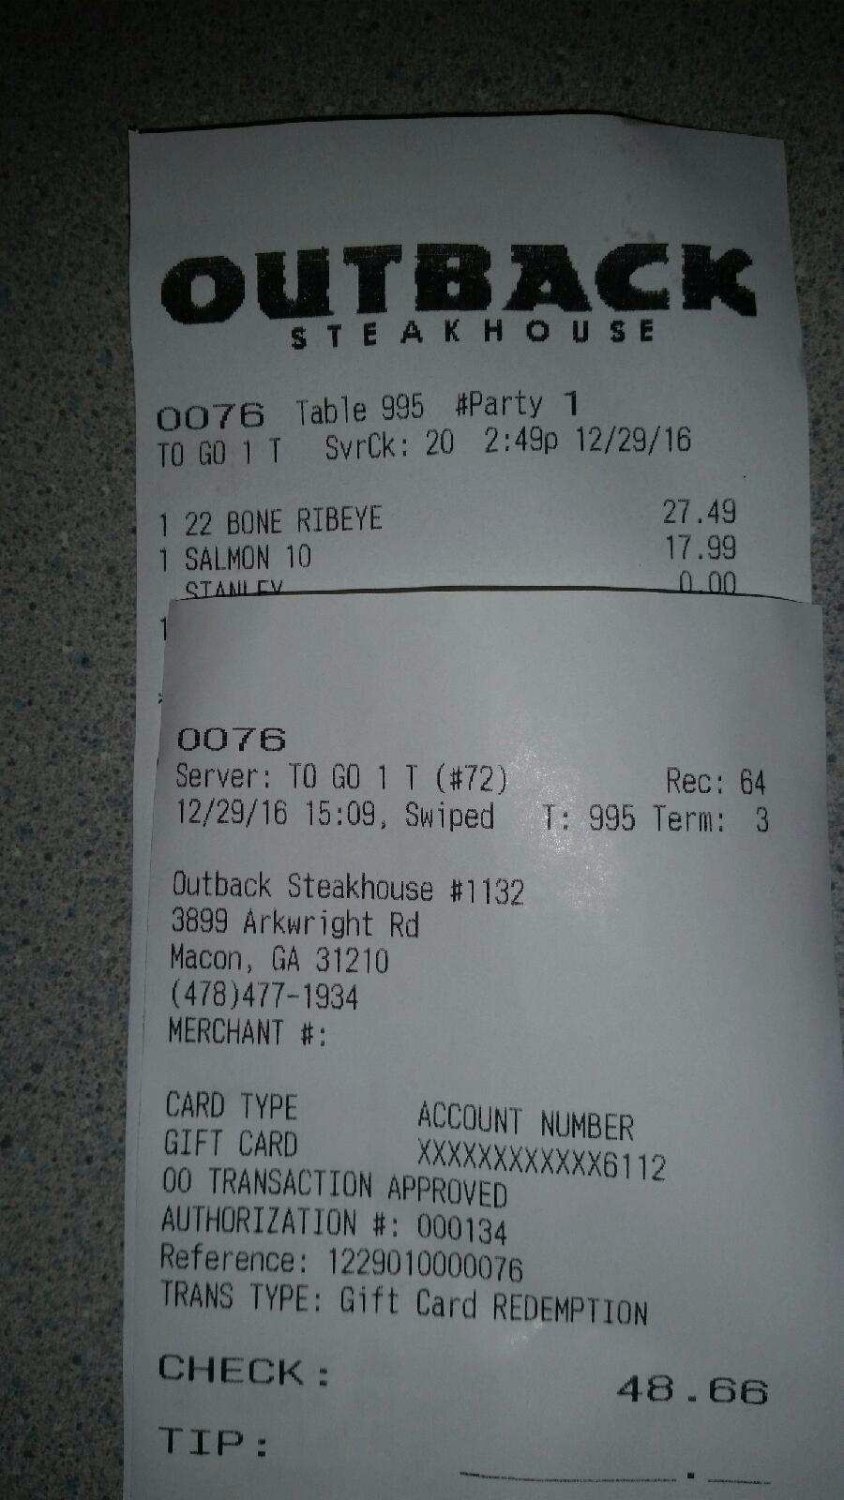 OUTBACK
STEAKHOUSE
0076 Table 995 #Party 1
TO GO 1 T SvrCk: 20 2:49p 12/29/16
1 22 BONE RIBEYE 27.49
1 SALMON 10 17.99
STANLEY 0.00
1
0076
Server: TO GO 1 T (#72) Rec: 64
12/29/16 15:09, Swiped T: 995 Term: 3
Outback Steakhouse #1132
3899 Arkwright Rd
Macon, GA 31210
(478)477-1934
MERCHANT #:
CARD TYPE ACCOUNT NUMBER
GIFT CARD XXXXXXXXXXXX6112
00 TRANSACTION APPROVED
AUTHORIZATION #: 000134
Reference: 1229010000076
TRANS TYPE: Gift Card REDEMPTION
CHECK: 48.66
TIP: ________.___